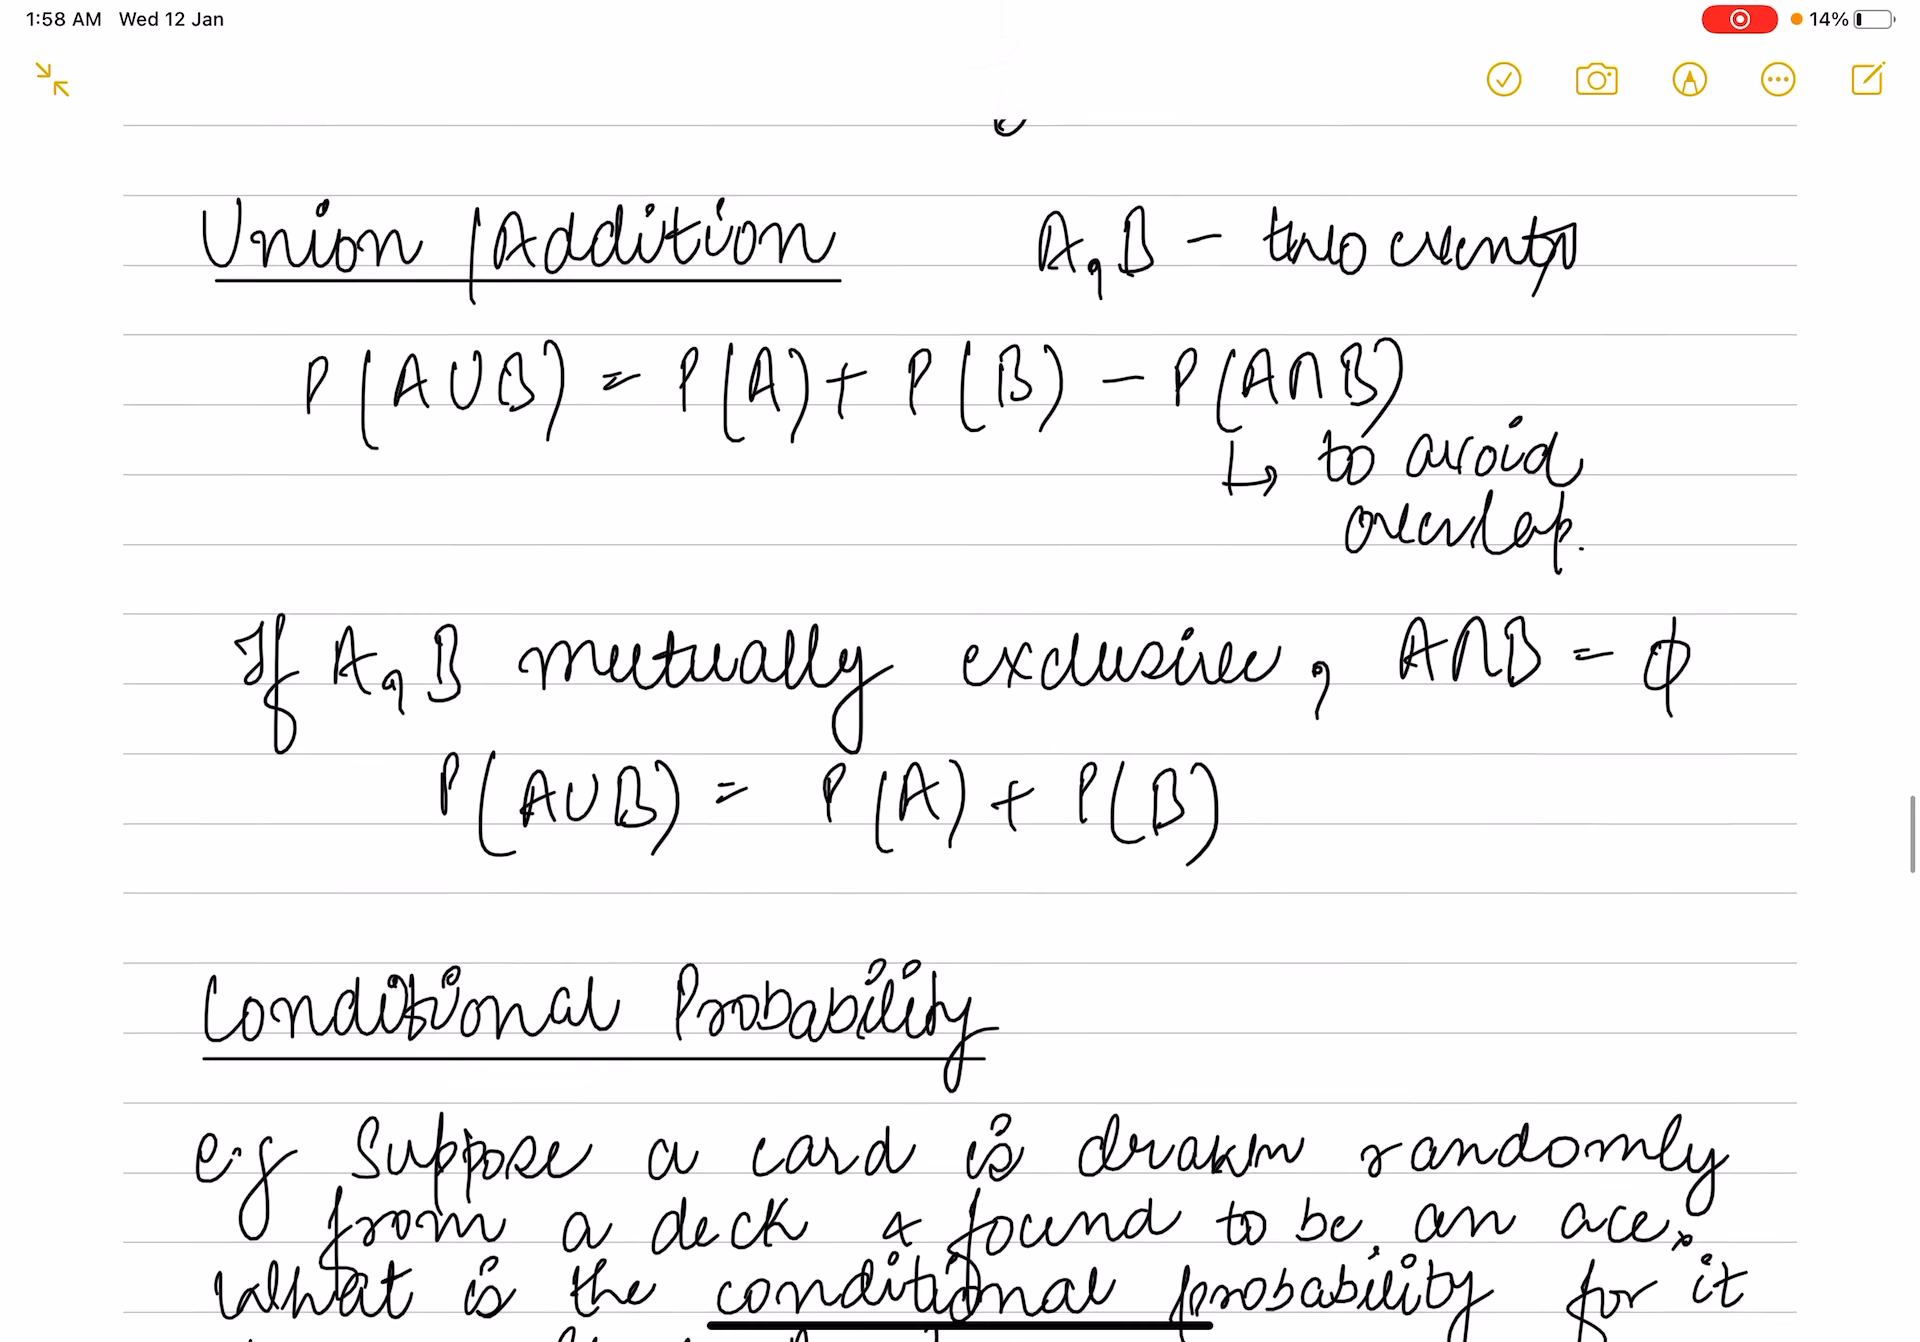 1:58 AM Wed 12 Jan 14%
Union / Addition A, B - two events
P(A∪B) = P(A) + P(B) - P(A∩B)
↳ to avoid
overlap.
If A, B mutually exclusive, A∩B = ϕ
P(A∪B) = P(A) + P(B)
Conditional Probability
e.g Suppose a card is drawn randomly
from a deck & found to be an ace.
What is the conditional probability for it